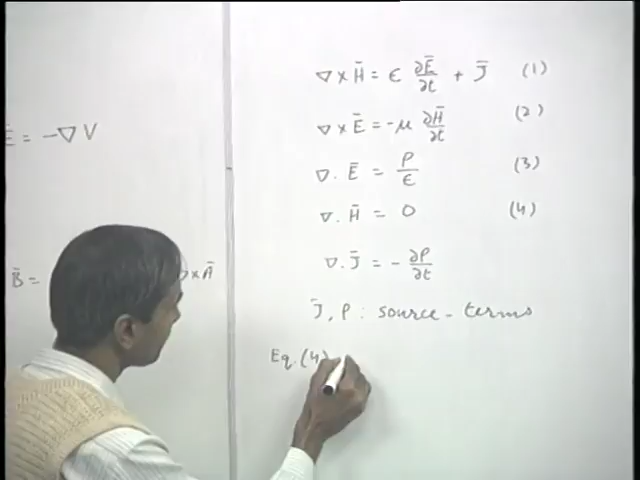 Ē = -∇V
B̄ = ∇×Ā
∇×H̄ = ϵ ∂Ē/∂t + J̄ (1)
∇×Ē = -μ ∂H̄/∂t (2)
∇. Ē = ρ/ϵ (3)
∇. H̄ = 0 (4)
∇. J̄ = - ∂ρ/∂t
J̄, ρ : source - terms
Eq. (4)